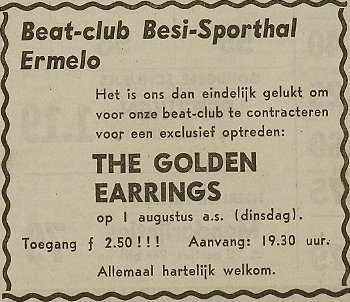 Beat-club Besi-Sporthal
Ermelo
Het is ons dan eindelijk gelukt om
voor onze beat-club te contracteren
voor een exclusief optreden:
THE GOLDEN
EARRINGS
op 1 augustus a.s. (dinsdag).
Toegang f 2.50!!! Aanvang: 19.30 uur.
Allemaal hartelijk welkom.